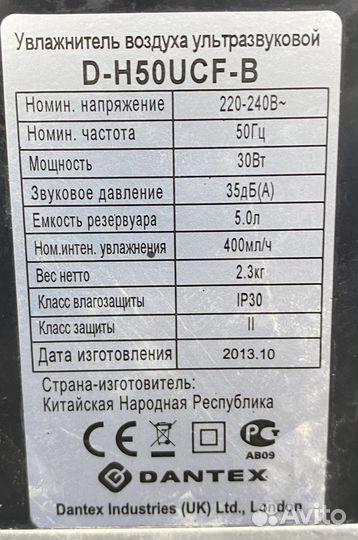 Увлажнитель воздуха ультразвуковой
D-H50UCF-B
Номин. напряжение 220-240В~
Номин. частота 50Гц
Мощность 30Вт
Звуковое давление 35дБ(А)
Емкость резервуара 5.0л
Ном.интен. увлажнения 400мл/ч
Вес нетто 2.3кг
Класс влагозащиты IP30
Класс защиты II
Дата изготовления 2013.10
Страна-изготовитель:
Китайская Народная Республика
CE РС
АВ09
DANTEX
Dantex Industries (UK) Ltd., London
Avito